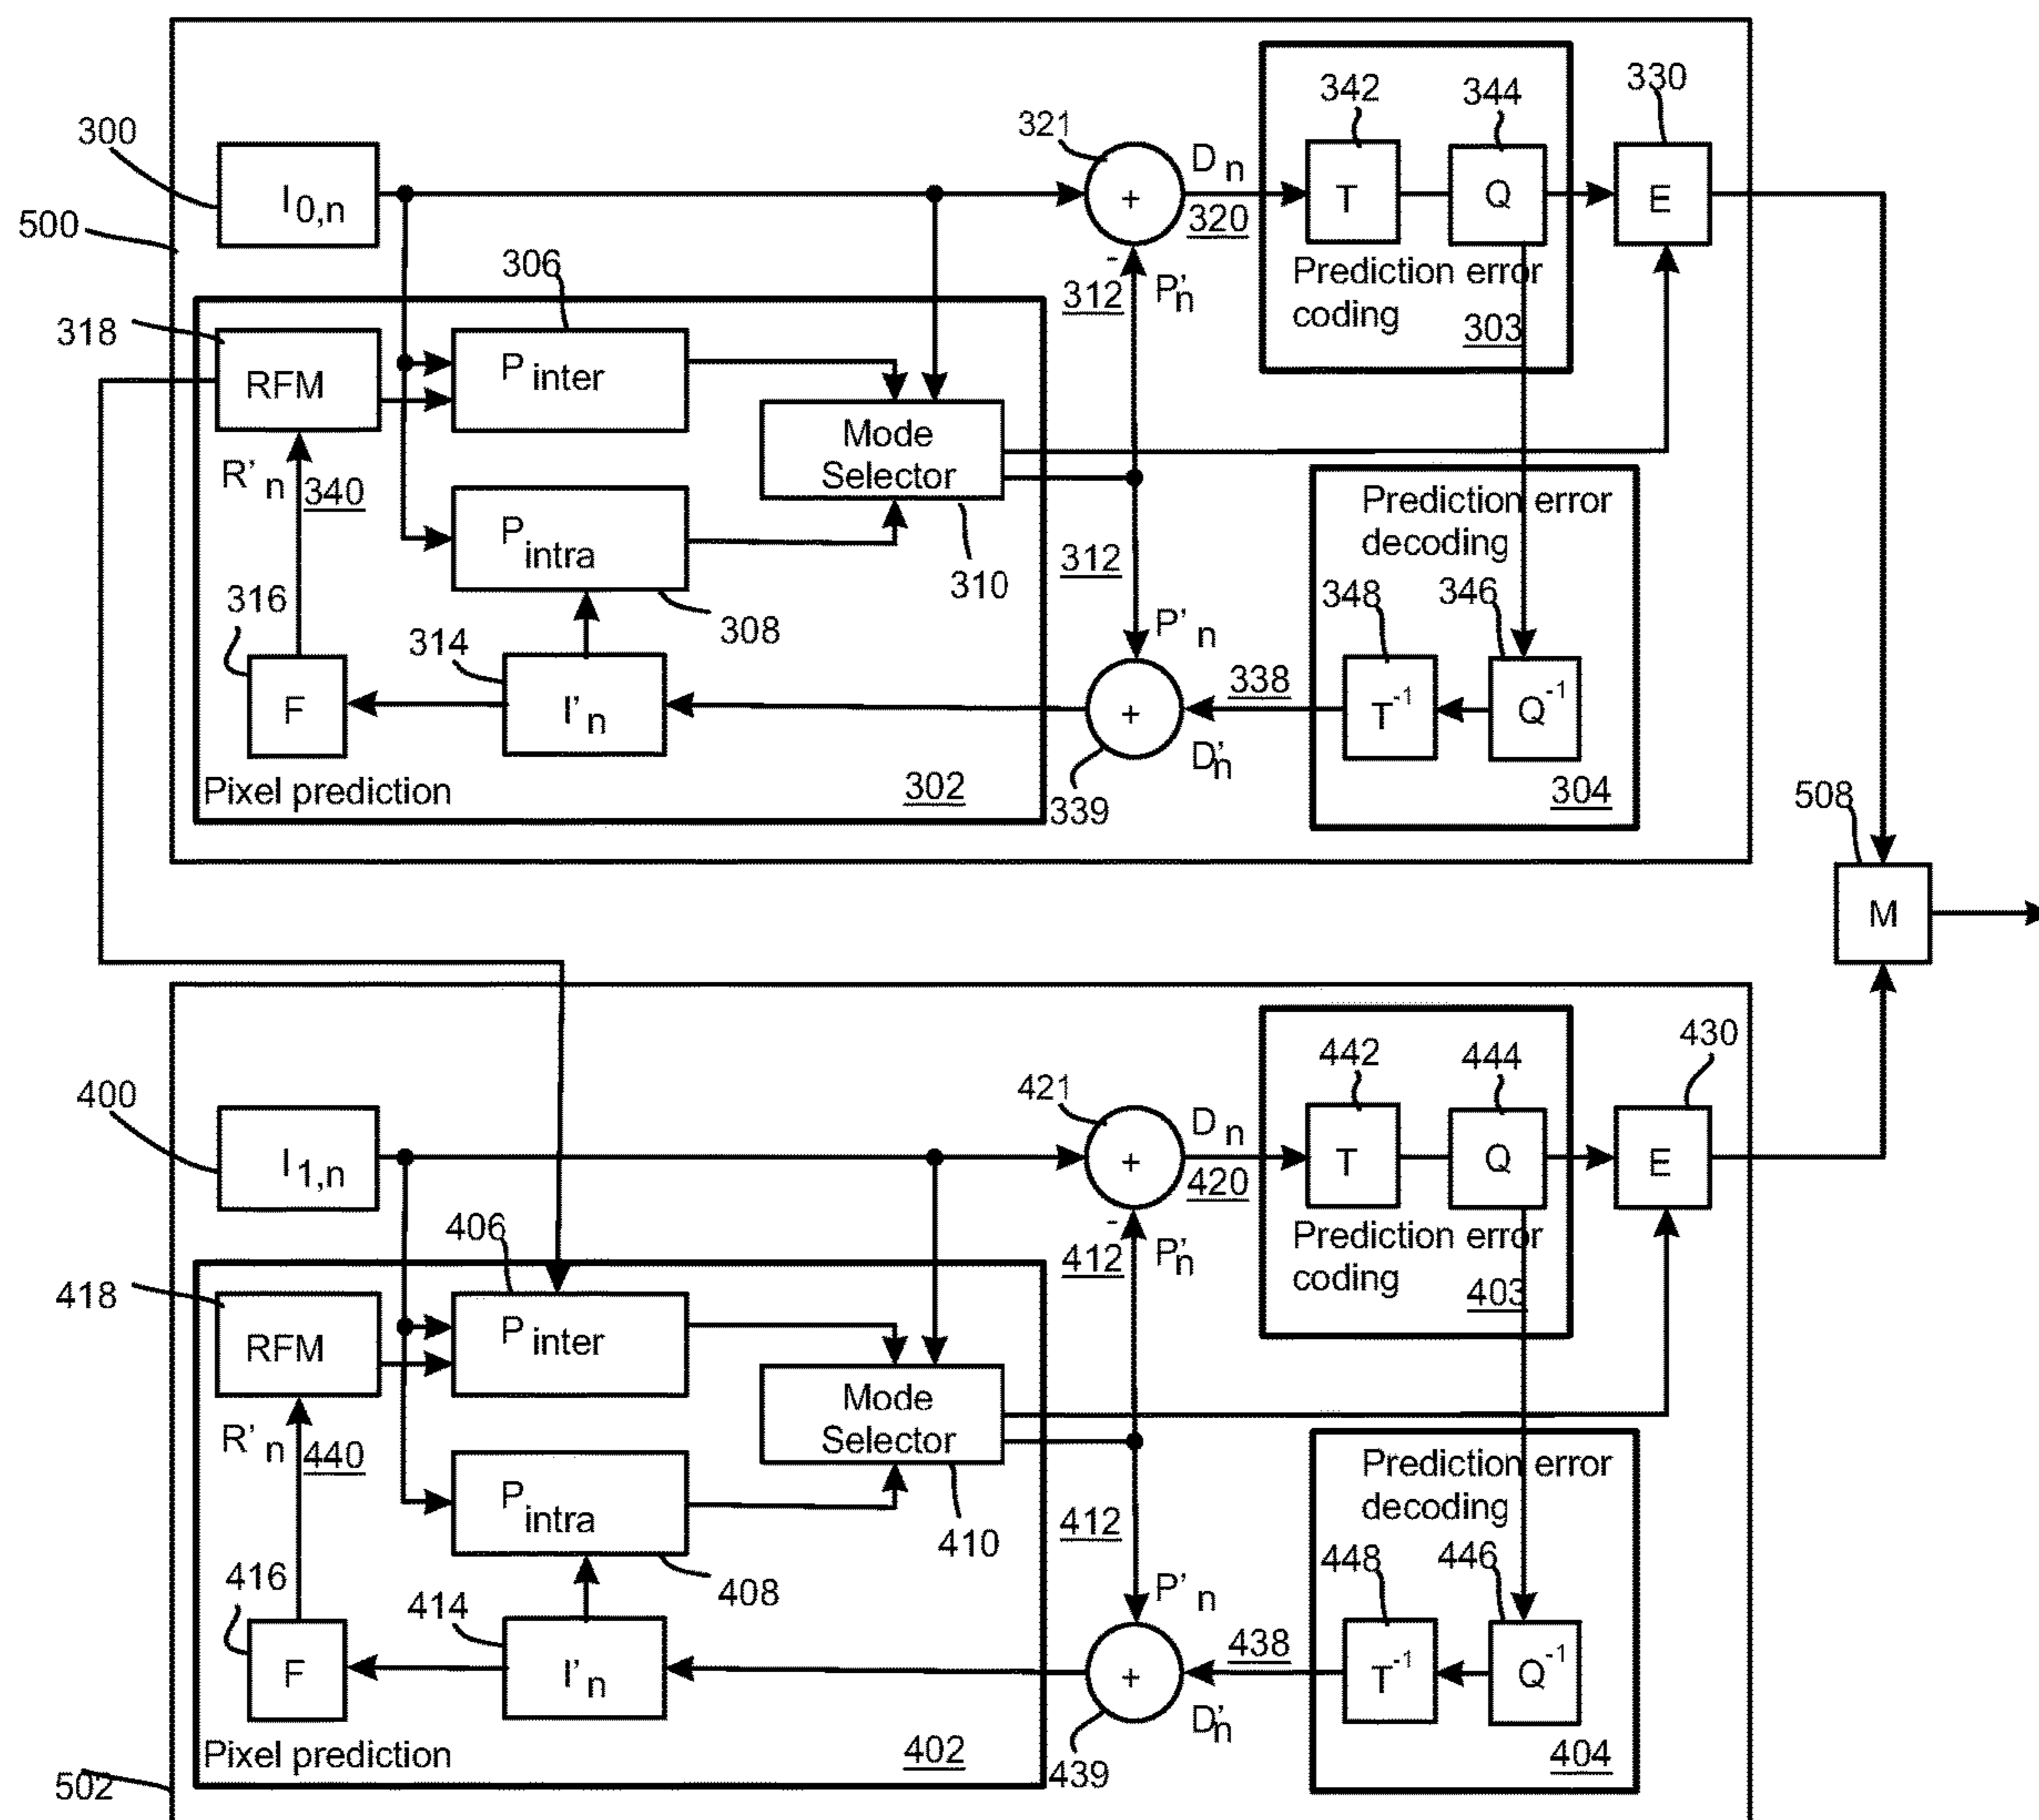 300
I0,n
500
306
318
RFM
P inter
R'n
340
P intra
Mode
Selector
310
308
316
314
F
I'n
Pixel prediction
302
321
+
Dn
320
-
312
P'n
312
P'n
+
338
D'n
339
342
344
T
Q
Prediction error
coding
303
330
E
Prediction error
decoding
348
346
T-1
Q-1
304
508
M
400
I1,n
406
418
RFM
P inter
R'n
440
P intra
Mode
Selector
410
408
416
414
F
I'n
Pixel prediction
402
502
421
+
Dn
420
-
412
P'n
412
P'n
+
438
D'n
439
442
444
T
Q
Prediction error
coding
403
430
E
Prediction error
decoding
448
446
T-1
Q-1
404